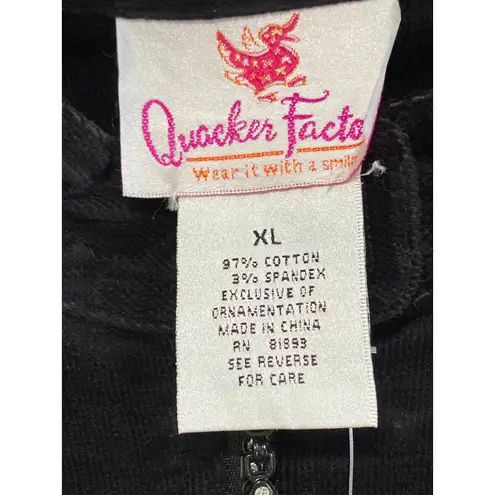 Quacker Facto
Wear it with a smile
XL
97% COTTON
3% SPANDEX
EXCLUSIVE OF
ORNAMENTATION
MADE IN CHINA
RN 81893
SEE REVERSE
FOR CARE